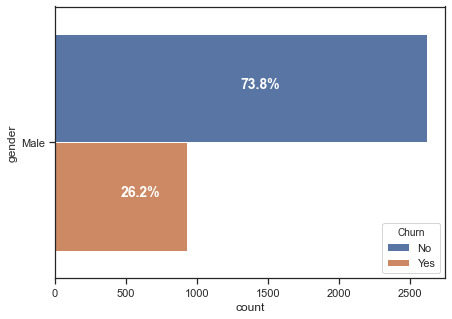 73.8%
gender
Male
26.2%
Churn
No
Yes
0 500 1000 1500 2000 2500
count